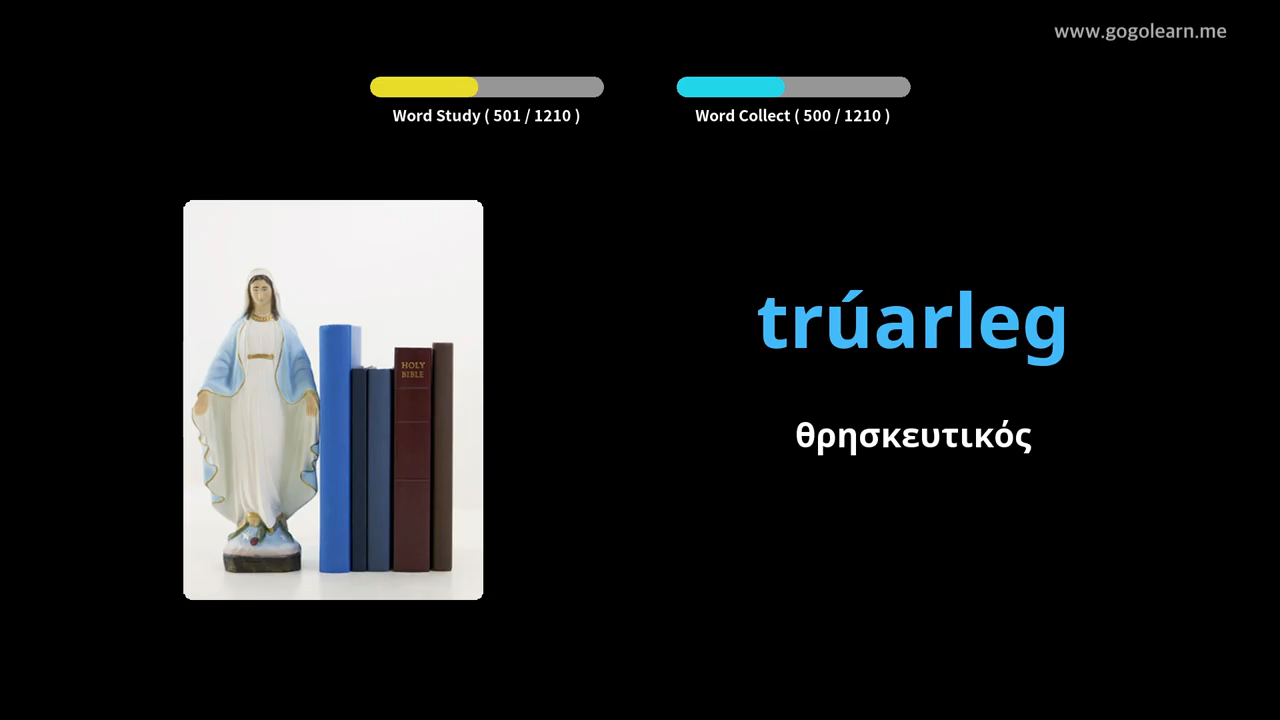 www.gogolearn.me
Word Study ( 501 / 1210 )
Word Collect ( 500 / 1210 )
HOLY
BIBLE
trúarleg
θρησκευτικός